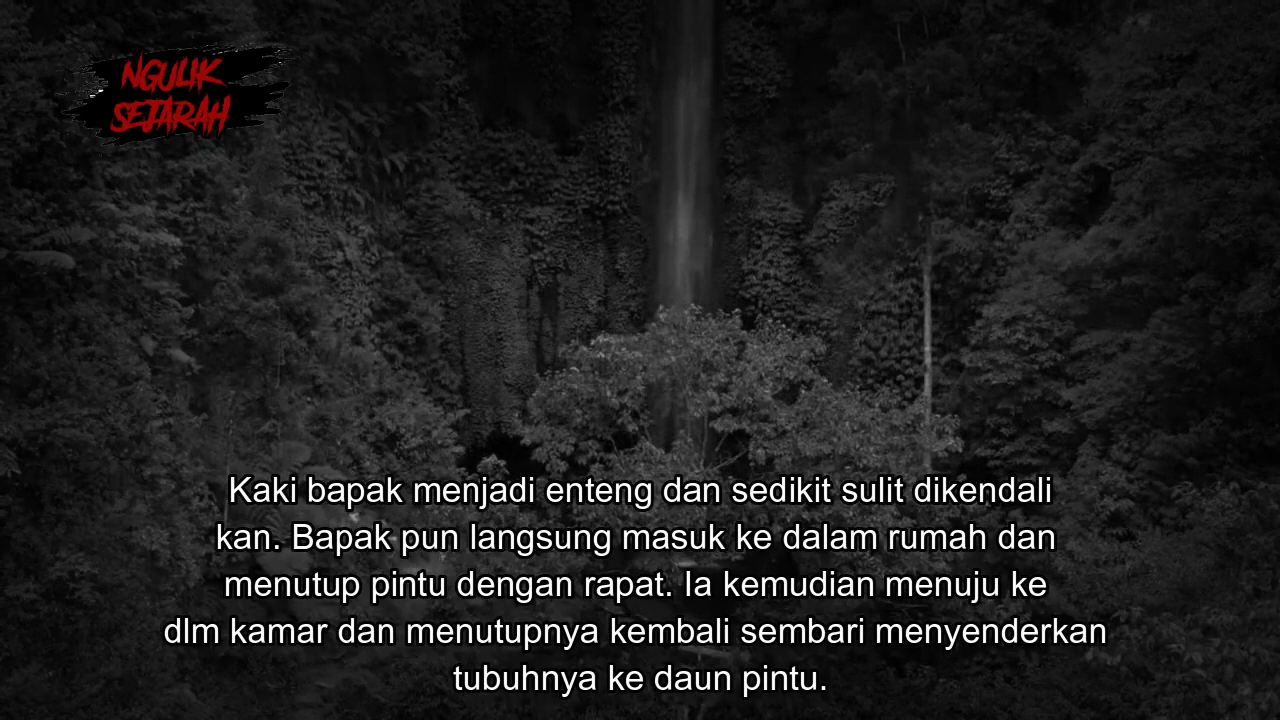 NGULIK
SEJARAH
Kaki bapak menjadi enteng dan sedikit sulit dikendali
kan. Bapak pun langsung masuk ke dalam rumah dan
menutup pintu dengan rapat. Ia kemudian menuju ke
dlm kamar dan menutupnya kembali sembari menyenderkan
tubuhnya ke daun pintu.